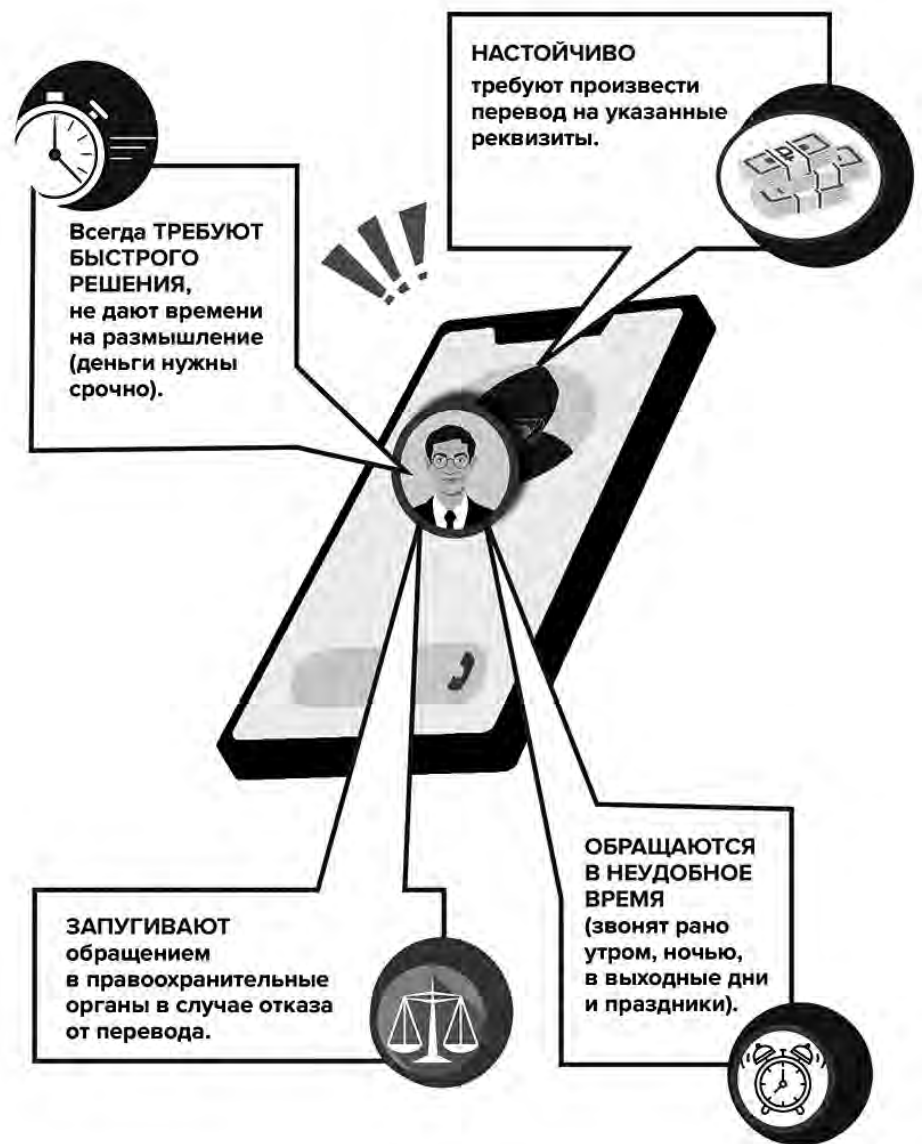 НАСТОЙЧИВО
требуют произвести
перевод на указанные
реквизиты.
Всегда ТРЕБУЮТ
БЫСТРОГО
РЕШЕНИЯ,
не дают времени
на размышление
(деньги нужны
срочно).
ЗАПУГИВАЮТ
обращением
в правоохранительные
органы в случае отказа
от перевода.
ОБРАЩАЮТСЯ
В НЕУДОБНОЕ
ВРЕМЯ
(звонят рано
утром, ночью,
в выходные дни
и праздники).